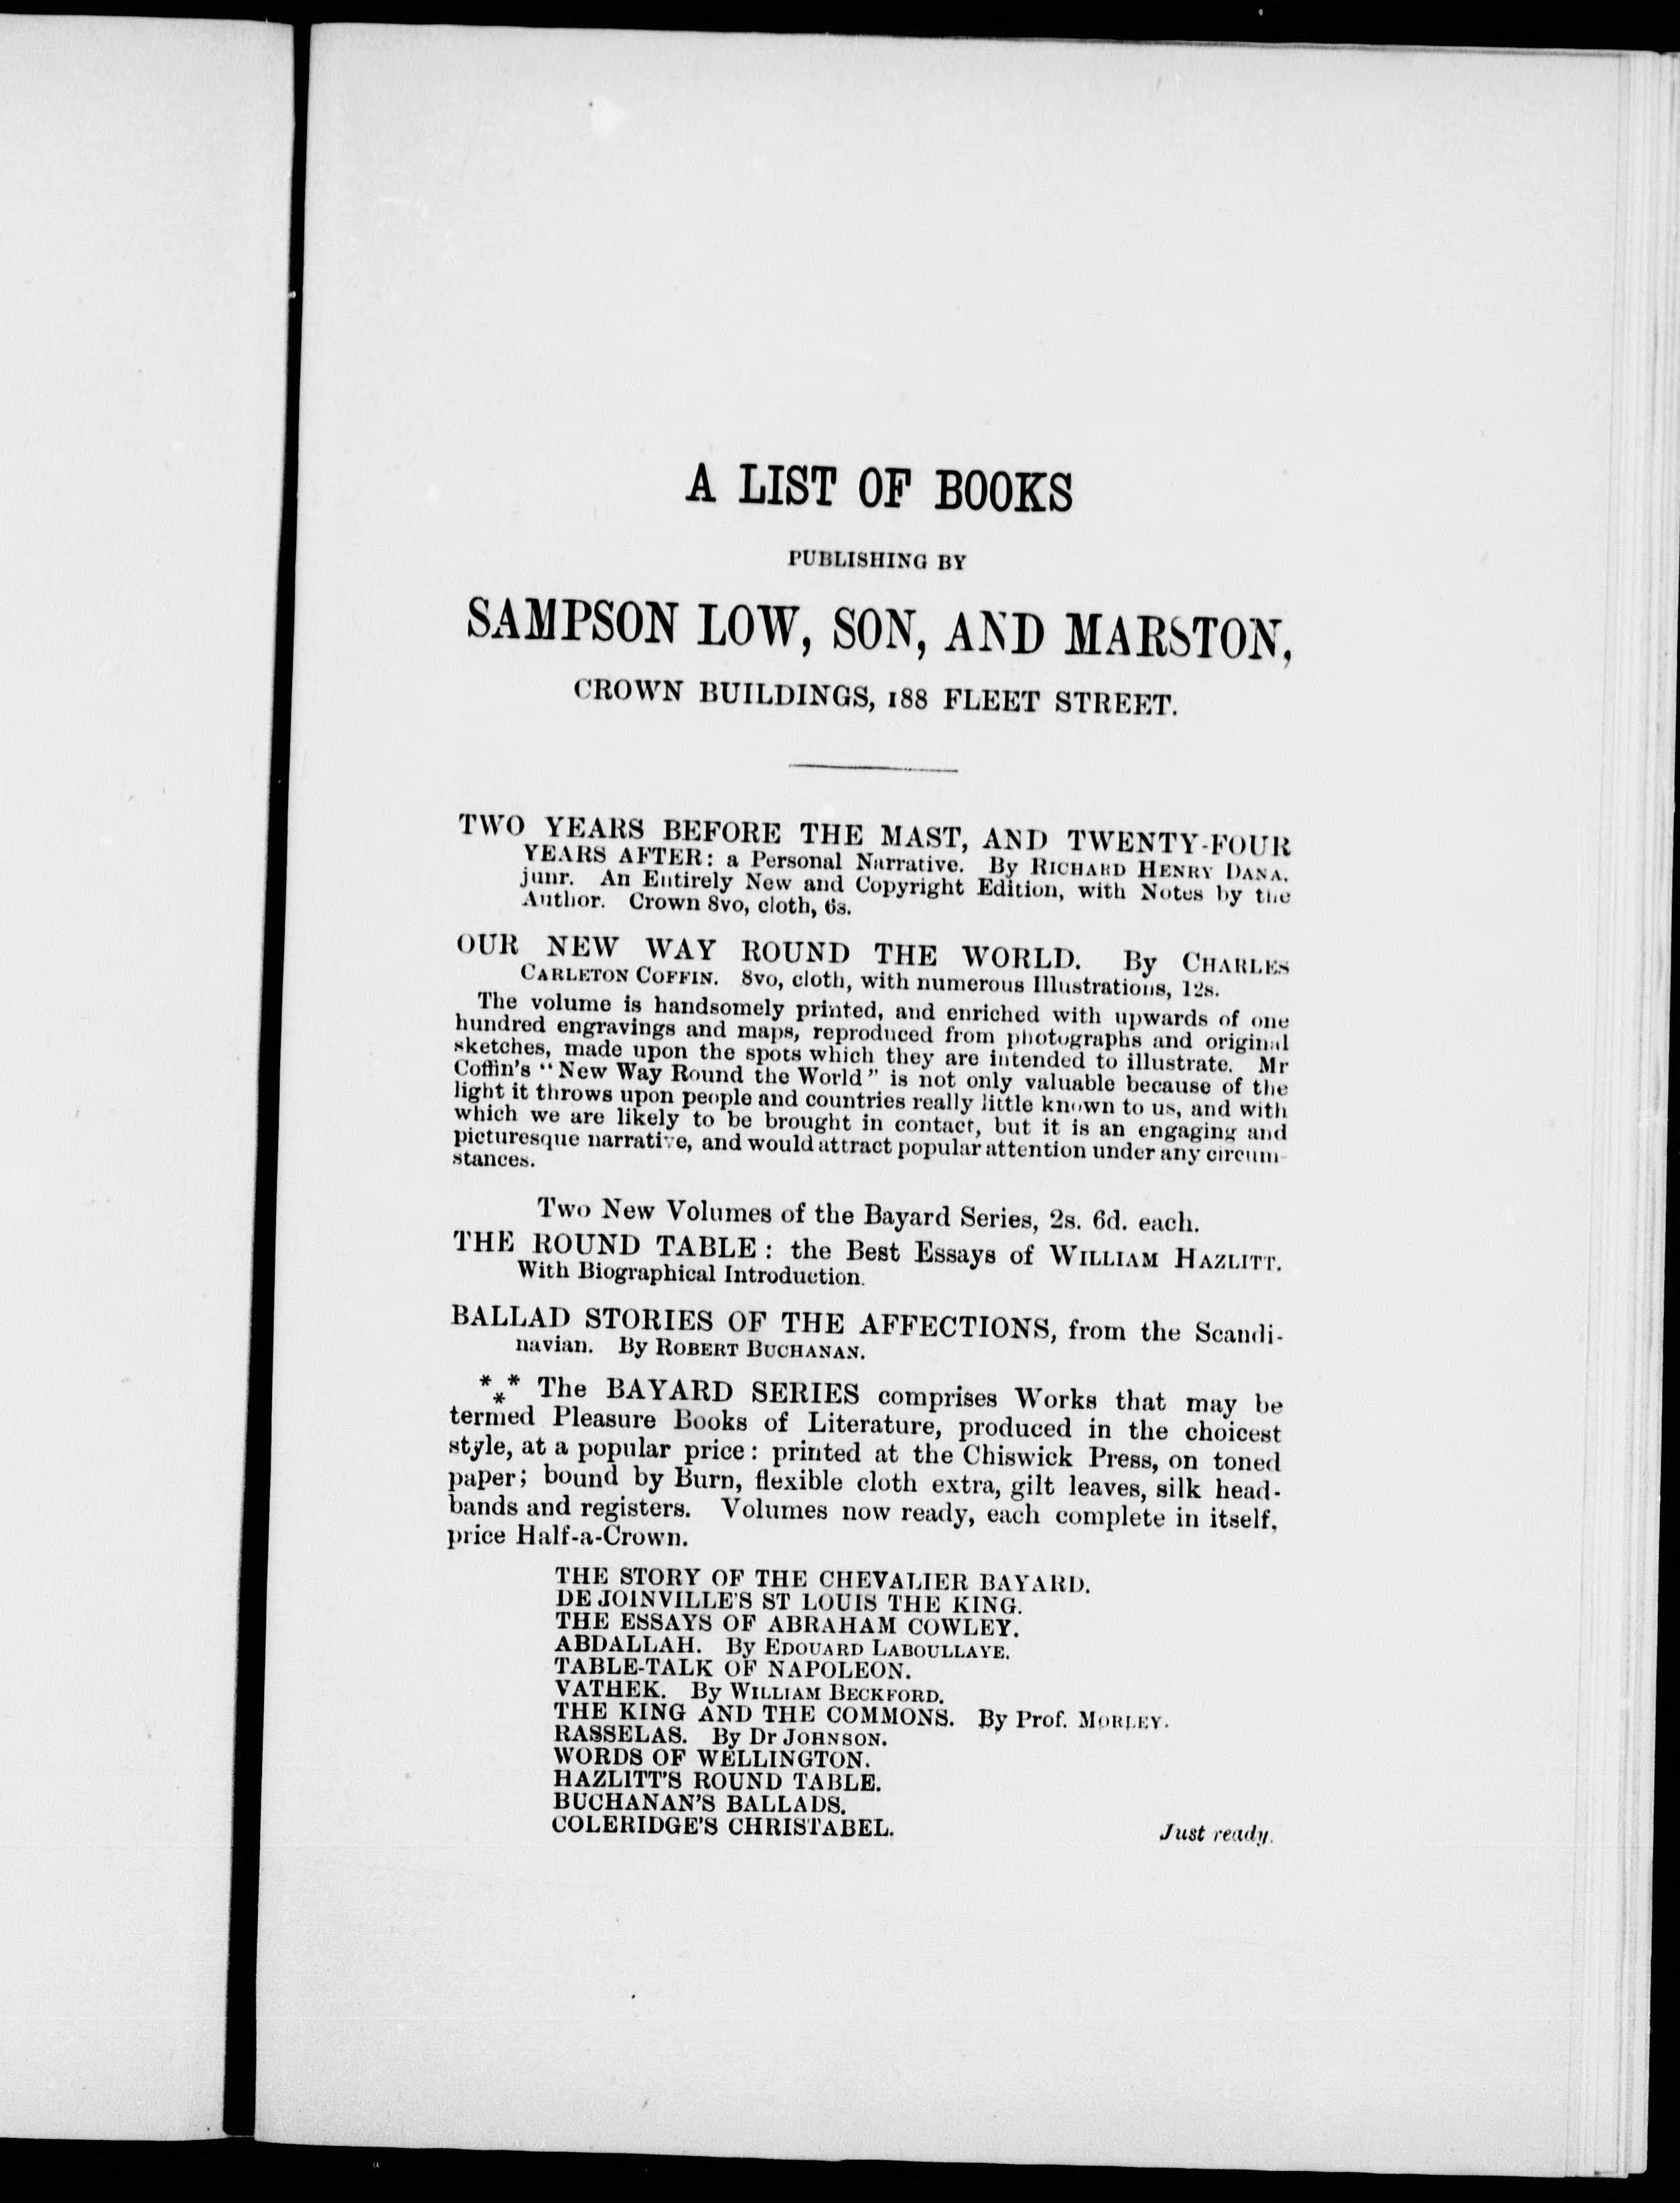 A LIST OF BOOKS
PUBLISHING BY
SAMPSON LOW, SON, AND MARSTON,
CROWN BUILDINGS, 188 FLEET STREET.
TWO YEARS BEFORE THE MAST, AND TWENTY-FOUR
YEARS AFTER: a Personal Narrative. By RICHARD HENRY DANA,
junr. An Entirely New and Copyright Edition, with Notes by the
Author. Crown 8vo, cloth, 6s.
OUR NEW WAY ROUND THE WORLD. By CHARLES
CARLETON COFFIN. 8vo, cloth, with numerous Illustrations, 12s.
The volume is handsomely printed, and enriched with upwards of one
hundred engravings and maps, reproduced from photographs and original
sketches, made upon the spots which they are intended to illustrate. Mr
Coffin's "New Way Round the World" is not only valuable because of the
light it throws upon people and countries really little known to us, and with
which we are likely to be brought in contact, but it is an engaging and
picturesque narrative, and would attract popular attention under any circum-
stances.
Two New Volumes of the Bayard Series, 2s. 6d. each.
THE ROUND TABLE: the Best Essays of WILLIAM HAZLITT.
With Biographical Introduction.
BALLAD STORIES OF THE AFFECTIONS, from the Scandi-
navian. By ROBERT BUCHANAN.
*** The BAYARD SERIES comprises Works that may be
termed Pleasure Books of Literature, produced in the choicest
style, at a popular price: printed at the Chiswick Press, on toned
paper; bound by Burn, flexible cloth extra, gilt leaves, silk head-
bands and registers. Volumes now ready, each complete in itself,
price Half-a-Crown.
THE STORY OF THE CHEVALIER BAYARD.
DE JOINVILLE'S ST LOUIS THE KING.
THE ESSAYS OF ABRAHAM COWLEY.
ABDALLAH. By EDOUARD LABOULLAYE.
TABLE-TALK OF NAPOLEON.
VATHEK. By WILLIAM BECKFORD.
THE KING AND THE COMMONS. By Prof. MORLEY.
RASSELAS. By Dr JOHNSON.
WORDS OF WELLINGTON.
HAZLITT'S ROUND TABLE.
BUCHANAN'S BALLADS.
COLERIDGE'S CHRISTABEL. Just ready.